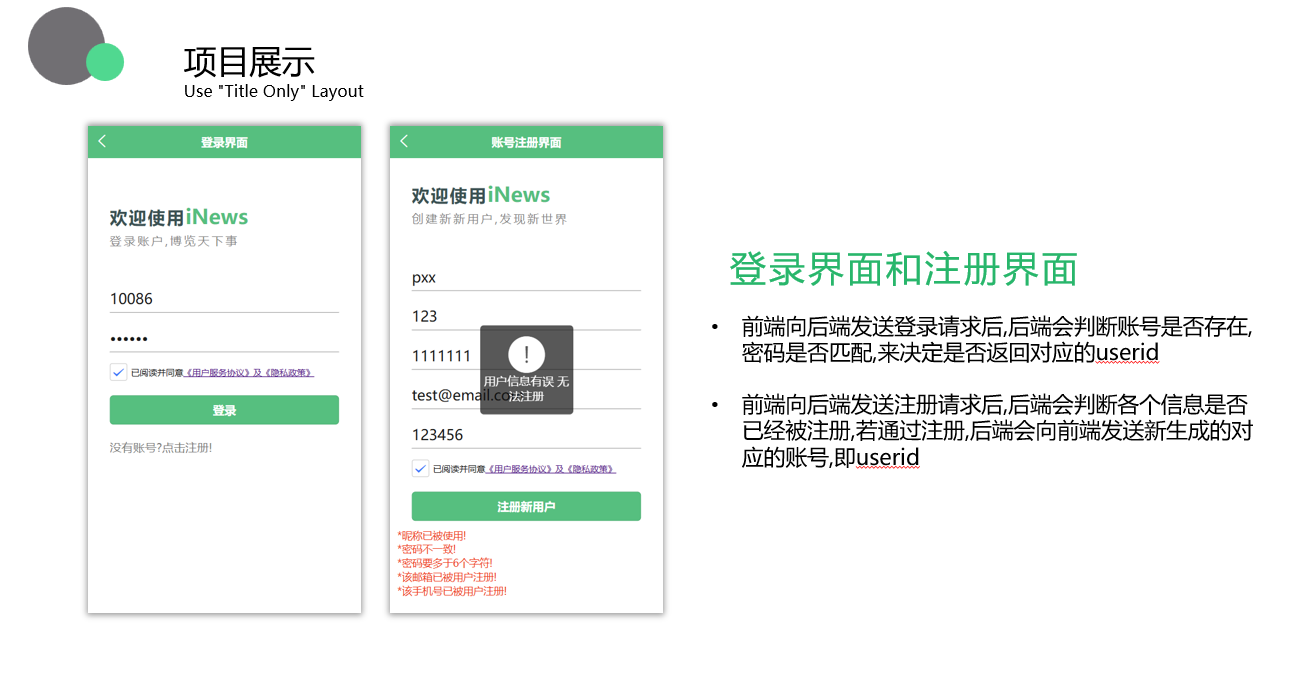 项目展示
Use "Title Only" Layout
登录界面
欢迎使用iNews
登录账户,博览天下事
10086
••••••
已阅读并同意《用户服务协议》及《隐私政策》
登录
没有账号?点击注册!
账号注册界面
欢迎使用iNews
创建新新用户,发现新世界
pxx
123
1111111
test@email.co
123456
!
用户信息有误 无
法注册
已阅读并同意《用户服务协议》及《隐私政策》
注册新用户
*昵称已被使用!
*密码不一致!
*密码要多于6个字符!
*该邮箱已被用户注册!
*该手机号已被用户注册!
登录界面和注册界面
• 前端向后端发送登录请求后,后端会判断账号是否存在,
密码是否匹配,来决定是否返回对应的userid
• 前端向后端发送注册请求后,后端会判断各个信息是否
已经被注册,若通过注册,后端会向前端发送新生成的对
应的账号,即userid